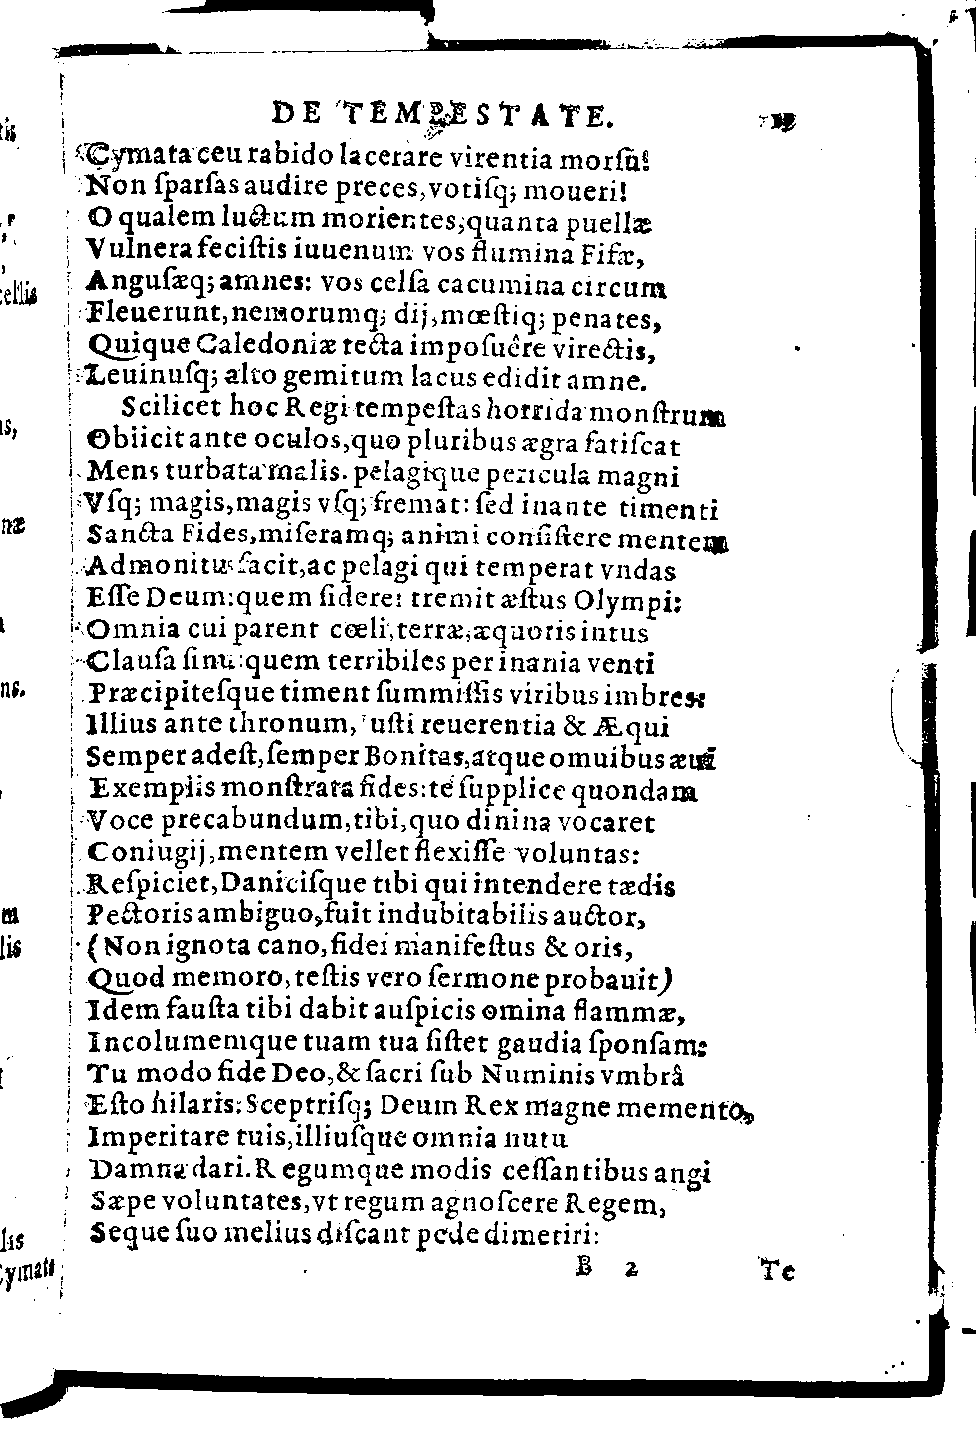 DE TEMPESTATE.
Cymata ceu rabido lacerare virentia morsũ!
Non ſparſas audire preces, votiſq; moueri!
O qualem luctum morientes, quanta puellæ
Vulnera feciſtis iuuenum vos flumina Fifæ,
Anguſæq; amnes: vos celſa cacumina circum
Fleuerunt, nemorumq; dij, mœſtiq; penates,
Quique Caledoniæ tecta impoſuêre virectis,
Leuinuſq; alto gemitum lacus edidit amne.
Scilicet hoc Regi tempeſtas horrida monſtrum
Obiicit ante oculos, quo pluribus ægra fatiſcat
Mens turbata malis. pelagique pericula magni
Vſq; magis, magis vſq; fremat: ſed inante timenti
Sancta Fides, miſeramq; animi conſiſtere mentem
Admonitus facit, ac pelagi qui temperat vndas
Eſſe Deum: quem ſiderei tremit æſtus Olympi:
Omnia cui parent cœli, terræ, æquoris intus
Clauſa ſinu: quem terribiles per inania venti
Præcipiteſque timent ſummiſſis viribus imbres:
Illius ante thronum, iuſti reuerentia & Æqui
Semper adeſt, ſemper Bonitas, atque omuibus æui
Exemplis monſtrata fides: te ſupplice quondam
Voce precabundum, tibi, quo dinina vocaret
Coniugij, mentem vellet flexiſſe voluntas:
Reſpiciet, Daniciſque tibi qui intendere tædis
Pectoris ambiguo, fuit indubitabilis auctor,
(Non ignota cano, fidei manifeſtus & oris,
Quod memoro, teſtis vero ſermone probauit)
Idem fauſta tibi dabit auſpicis omina flammæ,
Incolumemque tuam tua ſiſtet gaudia ſponſam:
Tu modo fide Deo, & ſacri ſub Numinis vmbrâ
Eſto hilaris: Sceptriſq; Deum Rex magne memento,
Imperitare tuis, illiuſque omnia nutu
Damna dari. Regumque modis ceſſantibus angi
Sæpe voluntates, vt regum agnoſcere Regem,
Seque ſuo melius diſcant pede dimetiri:
B 2 Te